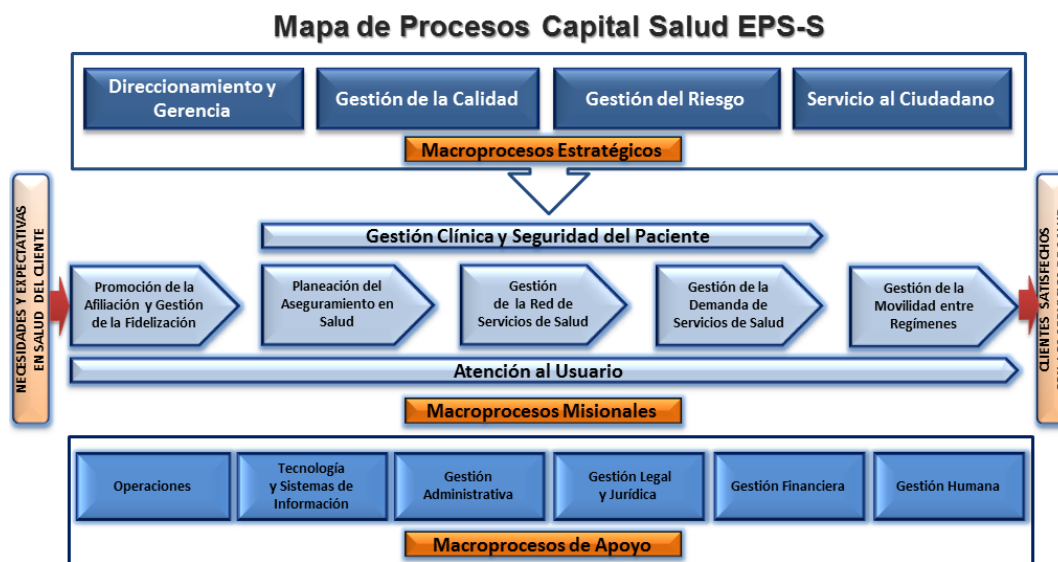 Mapa de Procesos Capital Salud EPS-S
Direccionamiento y
Gerencia
Gestión de la Calidad
Gestión del Riesgo
Servicio al Ciudadano
Macroprocesos Estratégicos
NECESIDADES Y EXPECTATIVAS
EN SALUD DEL CLIENTE
Gestión Clínica y Seguridad del Paciente
Promoción de la
Afiliación y Gestión
de la Fidelización
Planeación del
Aseguramiento en
Salud
Gestión
de la Red de
Servicios de Salud
Gestión de la
Demanda de
Servicios de Salud
Gestión de la
Movilidad entre
Regímenes
CLIENTES SATISFECHOS
Atención al Usuario
Macroprocesos Misionales
Operaciones
Tecnología
y Sistemas de
Información
Gestión
Administrativa
Gestión Legal
y Jurídica
Gestión Financiera
Gestión Humana
Macroprocesos de Apoyo